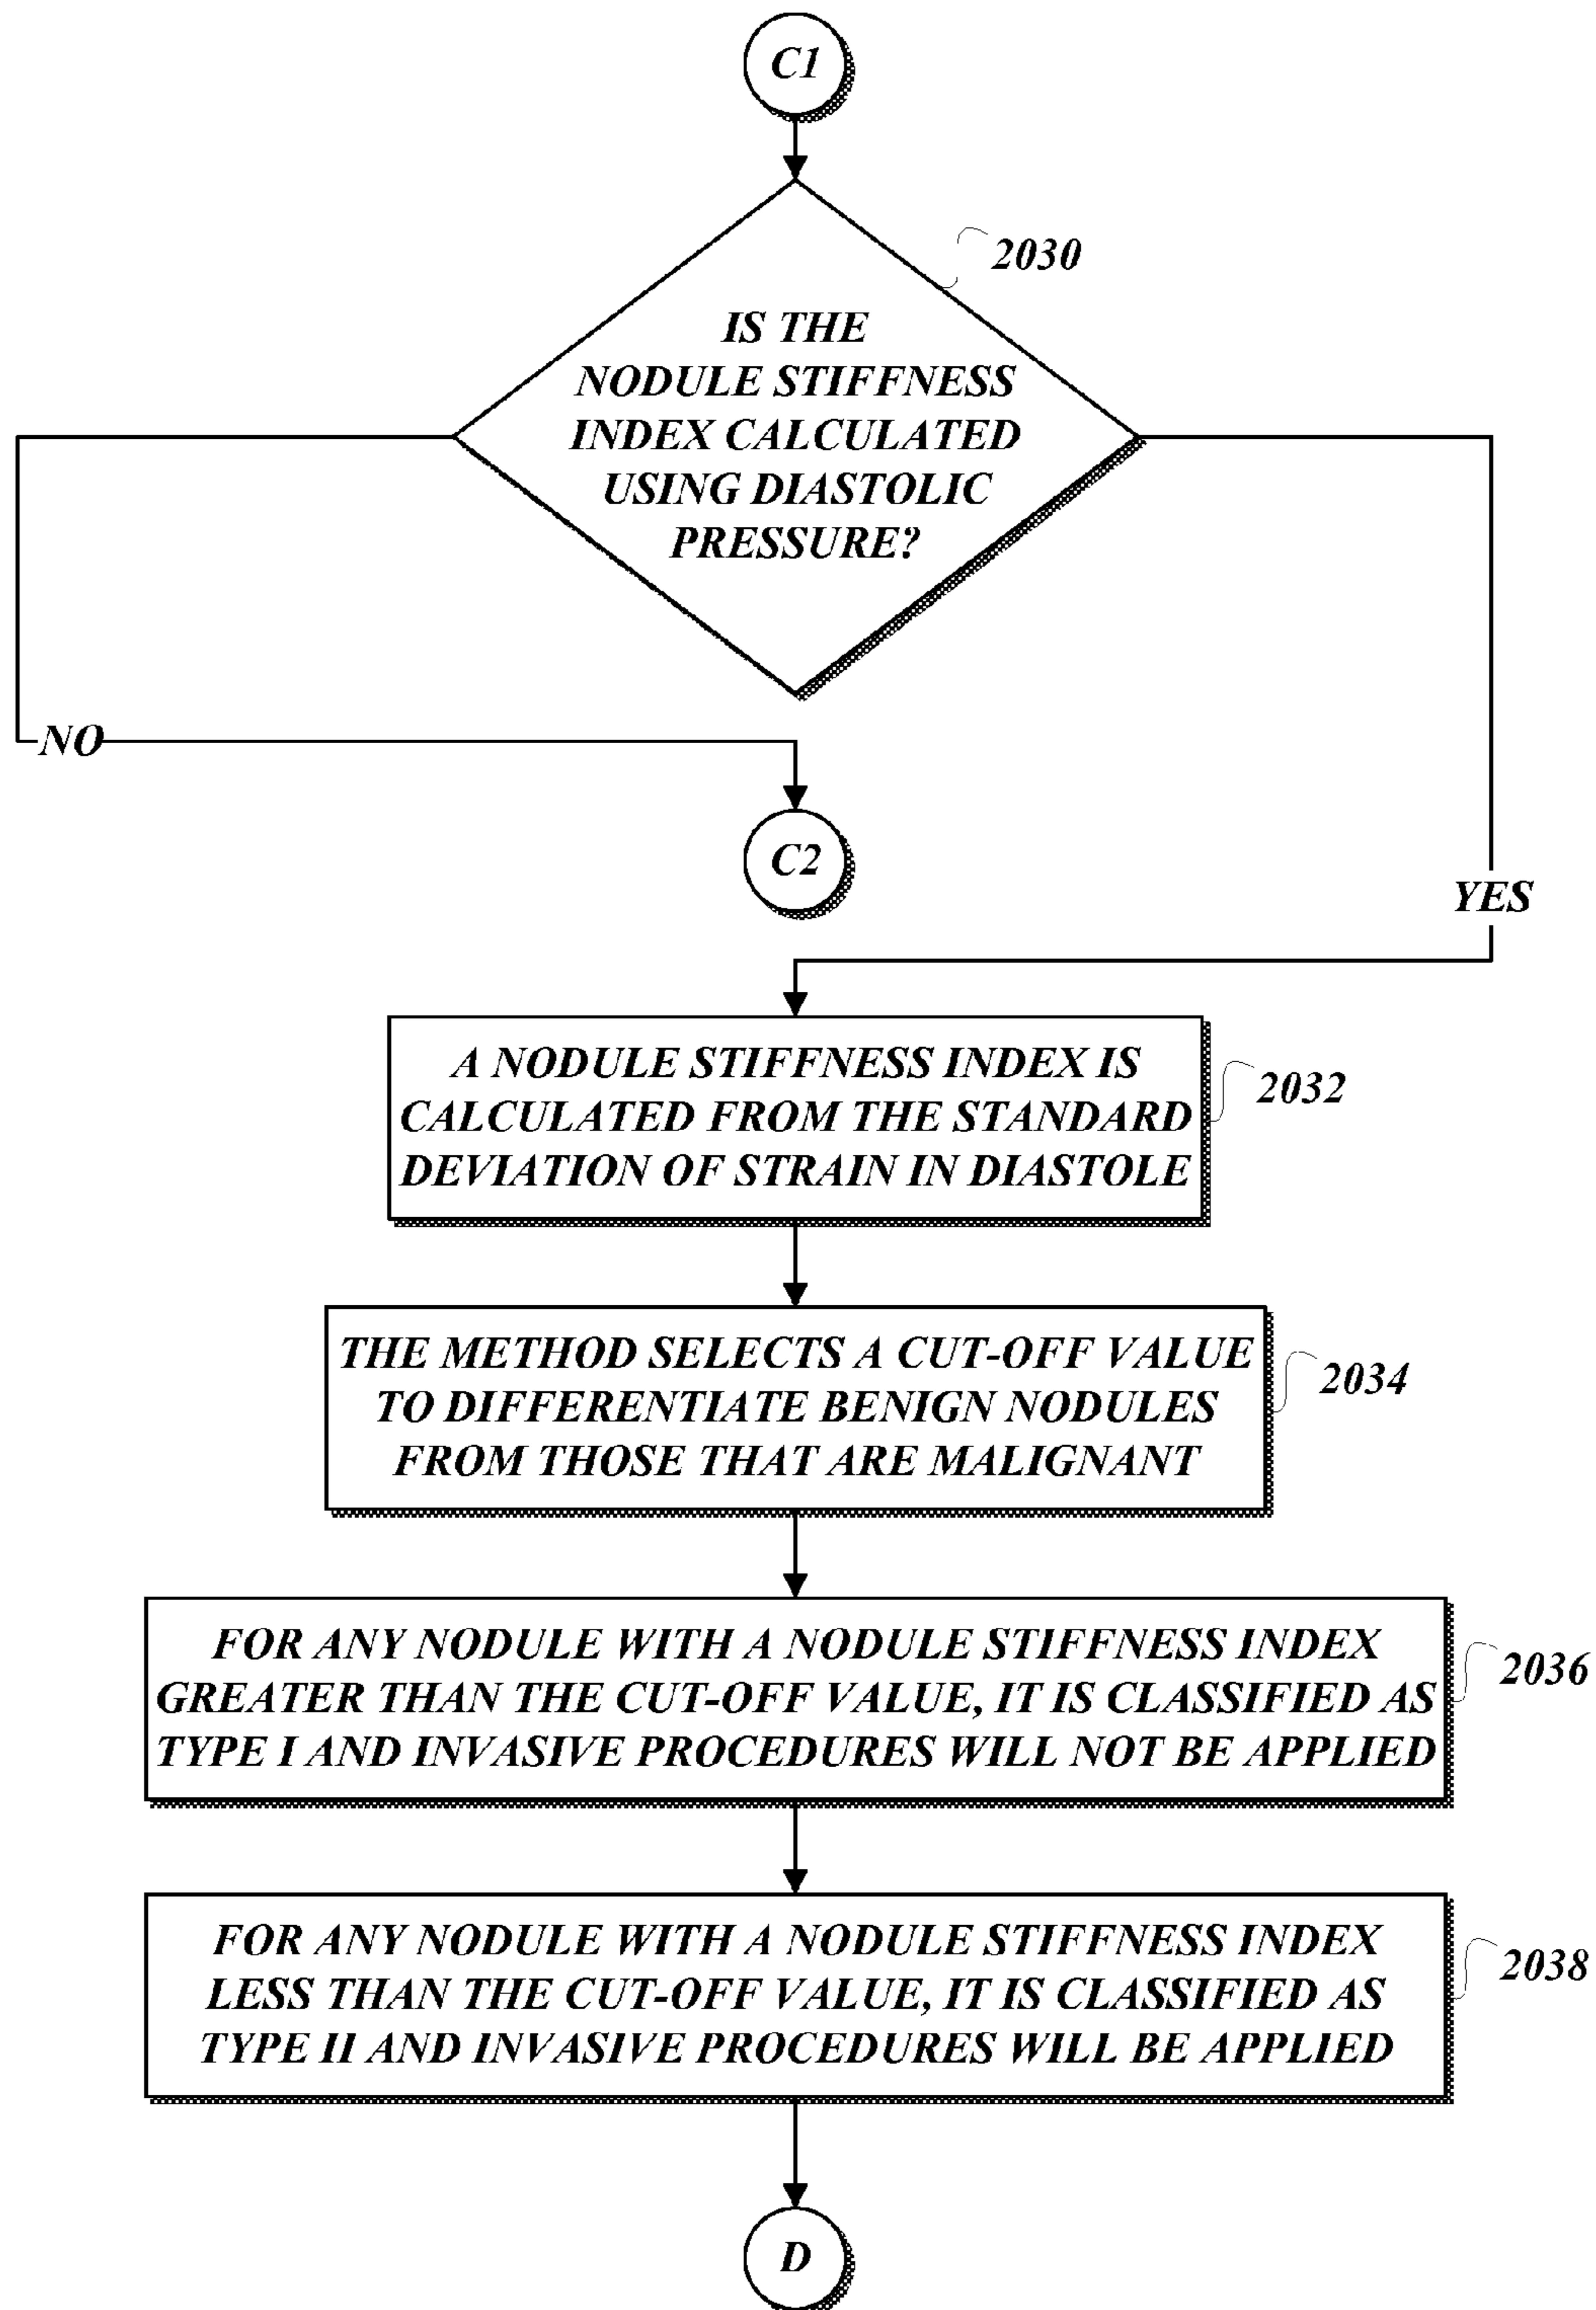 C1
2030
IS THE
NODULE STIFFNESS
INDEX CALCULATED
USING DIASTOLIC
PRESSURE?
NO
C2
YES
A NODULE STIFFNESS INDEX IS
CALCULATED FROM THE STANDARD
DEVIATION OF STRAIN IN DIASTOLE
2032
THE METHOD SELECTS A CUT-OFF VALUE
TO DIFFERENTIATE BENIGN NODULES
FROM THOSE THAT ARE MALIGNANT
2034
FOR ANY NODULE WITH A NODULE STIFFNESS INDEX
GREATER THAN THE CUT-OFF VALUE, IT IS CLASSIFIED AS
TYPE I AND INVASIVE PROCEDURES WILL NOT BE APPLIED
2036
FOR ANY NODULE WITH A NODULE STIFFNESS INDEX
LESS THAN THE CUT-OFF VALUE, IT IS CLASSIFIED AS
TYPE II AND INVASIVE PROCEDURES WILL BE APPLIED
2038
D